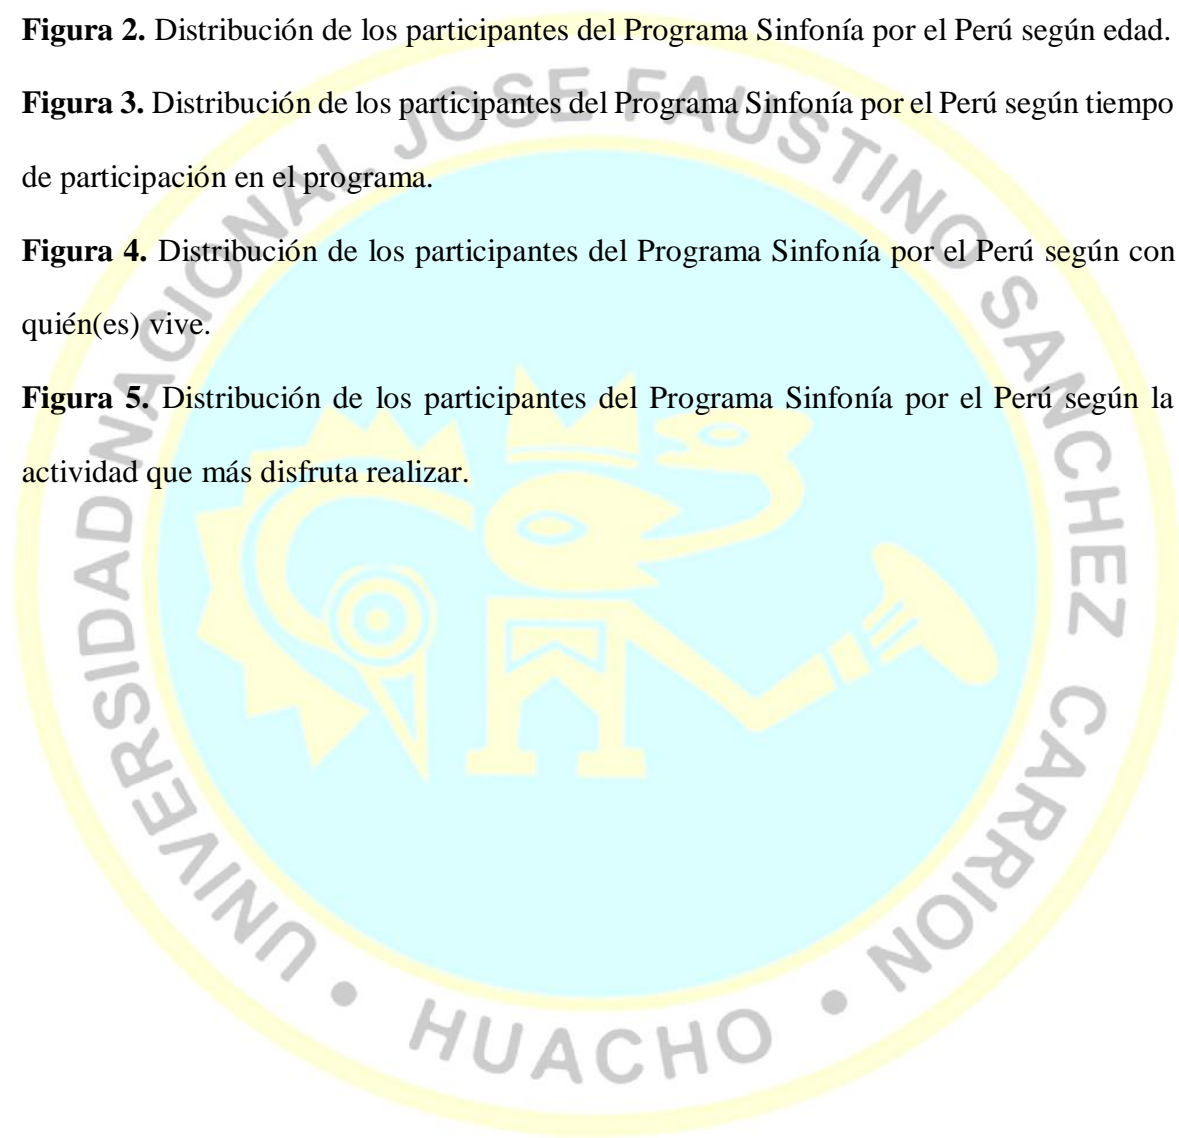 Figura 2. Distribución de los participantes del Programa Sinfonía por el Perú según edad.
Figura 3. Distribución de los participantes del Programa Sinfonía por el Perú según tiempo
de participación en el programa.
Figura 4. Distribución de los participantes del Programa Sinfonía por el Perú según con
quién(es) vive.
Figura 5. Distribución de los participantes del Programa Sinfonía por el Perú según la
actividad que más disfruta realizar.
UNIVERSIDAD NACIONAL JOSE FAUSTINO SANCHEZ CARRION
• HUACHO •